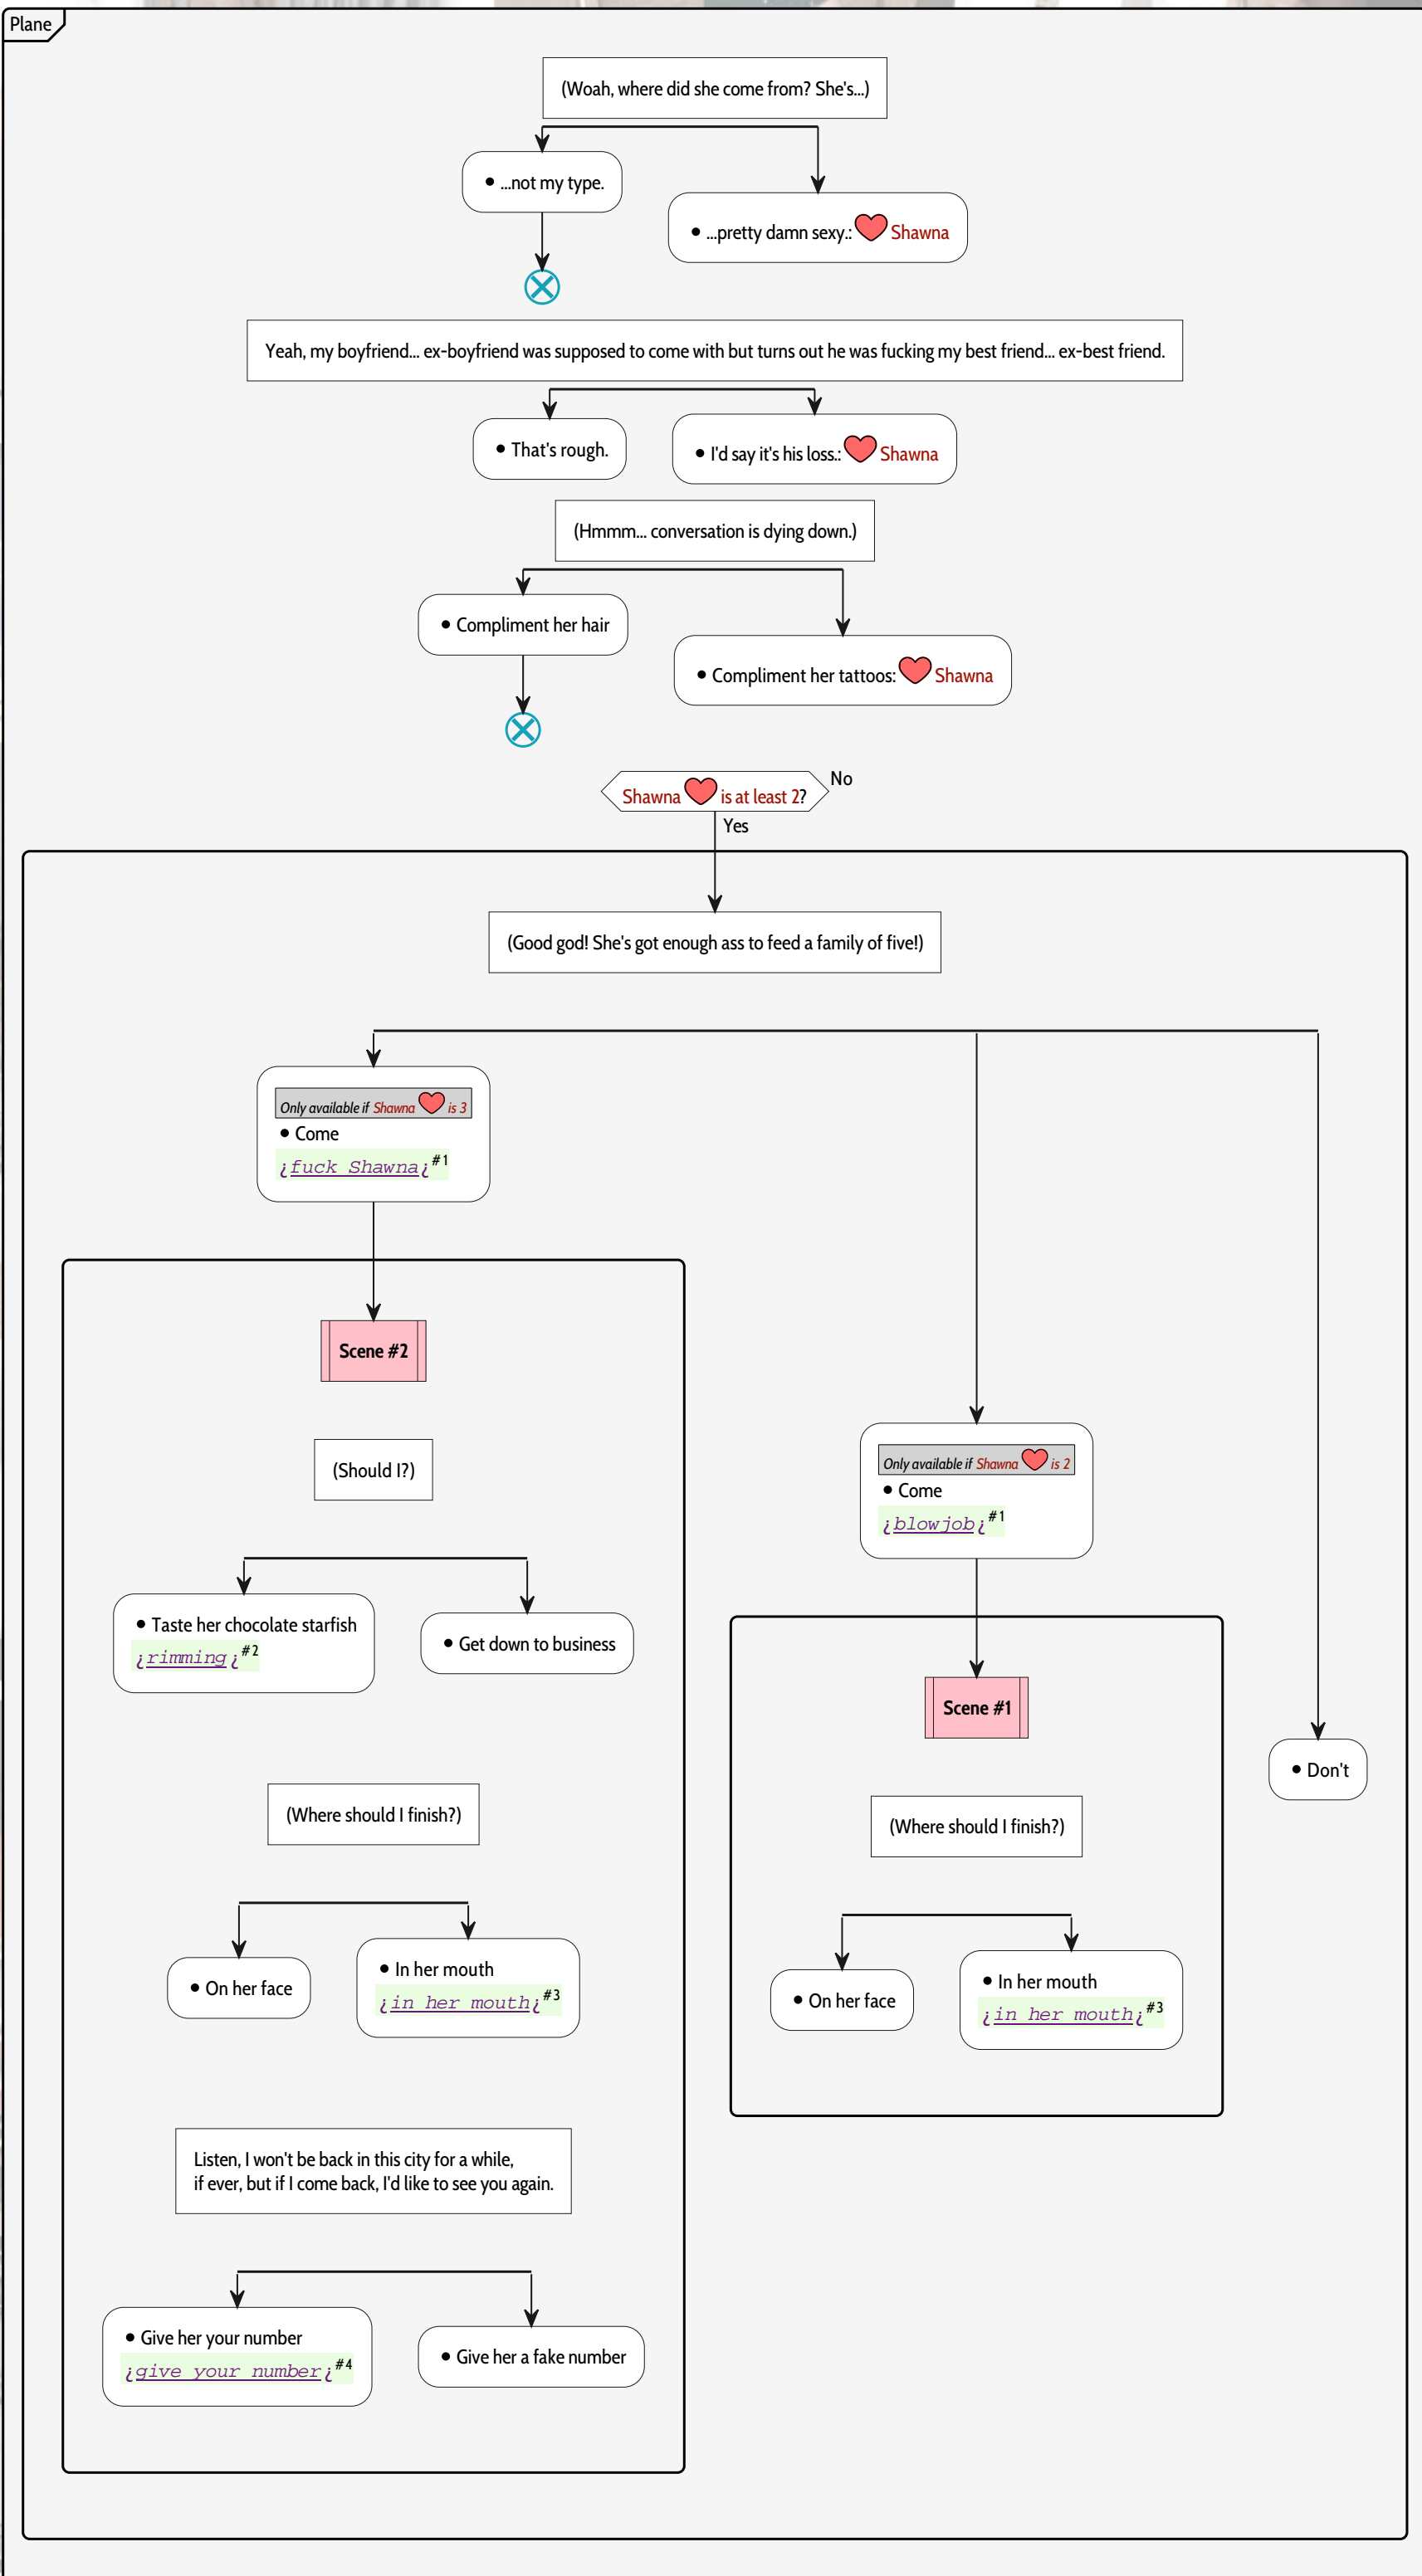 Plane
(Woah, where did she come from? She's...)
• ...not my type.
• ...pretty damn sexy.: Shawna
Yeah, my boyfriend... ex-boyfriend was supposed to come with but turns out he was fucking my best friend... ex-best friend.
• That's rough.
• I'd say it's his loss.: Shawna
(Hmmm... conversation is dying down.)
• Compliment her hair
• Compliment her tattoos: Shawna
Shawna is at least 2?
No
Yes
(Good god! She's got enough ass to feed a family of five!)
Only available if Shawna is 3
• Come
¿fuck Shawna¿#1
Scene #2
(Should I?)
• Taste her chocolate starfish
¿rimming¿#2
• Get down to business
(Where should I finish?)
• On her face
• In her mouth
¿in her mouth¿#3
Listen, I won't be back in this city for a while,
if ever, but if I come back, I'd like to see you again.
• Give her your number
¿give your number¿#4
• Give her a fake number
Only available if Shawna is 2
• Come
¿blowjob¿#1
Scene #1
(Where should I finish?)
• On her face
• In her mouth
¿in her mouth¿#3
• Don't